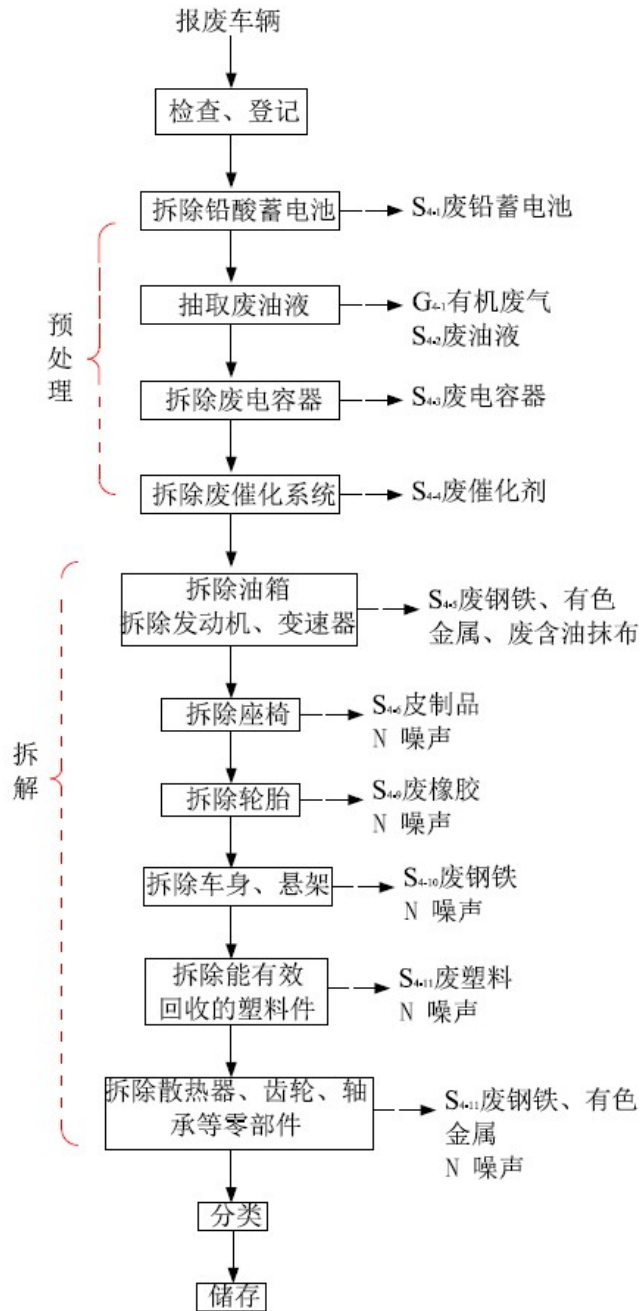 报废车辆
检查、登记
拆除铅酸蓄电池
S4-1废铅蓄电池
预处理
抽取废油液
G4-1有机废气
S4-2废油液
拆除废电容器
S4-3废电容器
拆除废催化系统
S4-4废催化剂
拆除油箱
拆除发动机、变速器
S4-5废钢铁、有色
金属、废含油抹布
拆除座椅
S4-6皮制品
N 噪声
拆解
拆除轮胎
S4-9废橡胶
N 噪声
拆除车身、悬架
S4-10废钢铁
N 噪声
拆除能有效
回收的塑料件
S4-11废塑料
N 噪声
拆除散热器、齿轮、轴
承等零部件
S4-11废钢铁、有色
金属
N 噪声
分类
储存